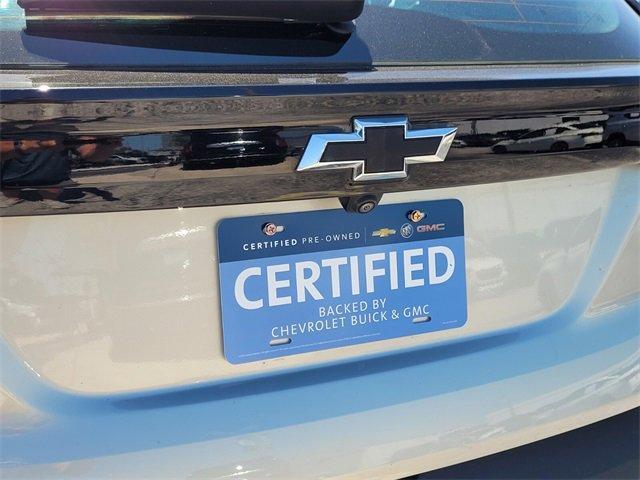 CERTIFIED PRE-OWNED GMC
CERTIFIED
BACKED BY
CHEVROLET BUICK & GMC